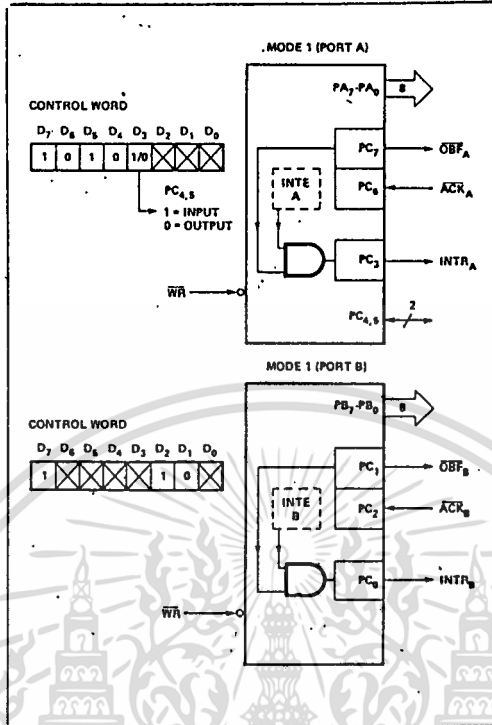 MODE 1 (PORT A)
PA7-PA0
8
CONTROL WORD
D7 D6 D5 D4 D3 D2 D1 D0
1 0 1 0 1/0
PC4,5
1 = INPUT
0 = OUTPUT
PC7
OBFA
INTE
A
PC6
ACKA
PC3
INTRA
WR
PC4,5
2
MODE 1 (PORT B)
PB7-PB0
8
CONTROL WORD
D7 D6 D5 D4 D3 D2 D1 D0
1 1 0
PC1
OBFB
INTE
B
PC2
ACKB
PC0
INTRB
WR